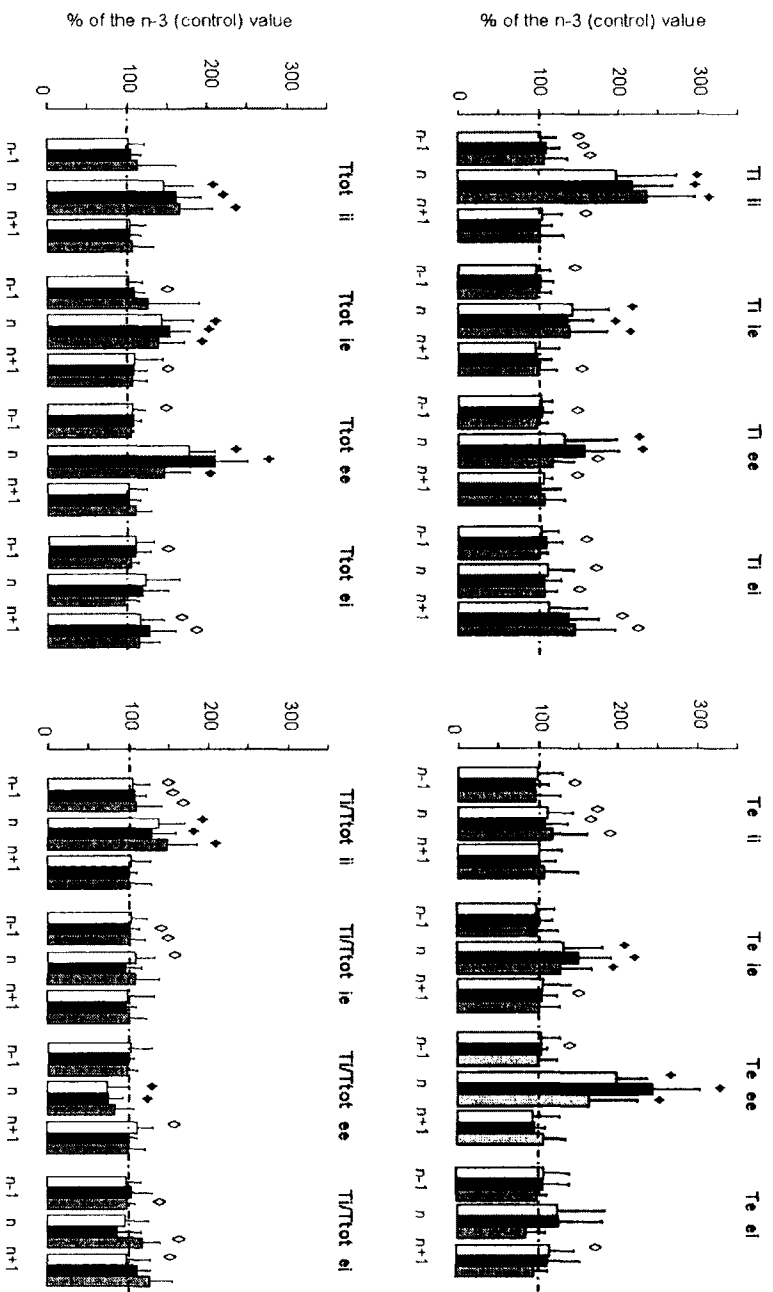 % of the n-3 (control) value
300
200
100
0
Ti ii
Ti ie
Ti ee
Ti ei
n-1 n n+1 n-1 n n+1 n-1 n n+1 n-1 n n+1
300
200
100
0
Te ii
Te ie
Te ee
Te ei
n-1 n n+1 n-1 n n+1 n-1 n n+1 n-1 n n+1
% of the n-3 (control) value
300
200
100
0
Ttot ii
Ttot ie
Ttot ee
Ttot ei
n-1 n n+1 n-1 n n+1 n-1 n n+1 n-1 n n+1
300
200
100
0
Ti/Ttot ii
Ti/Ttot ie
Ti/Ttot ee
Ti/Ttot ei
n-1 n n+1 n-1 n n+1 n-1 n n+1 n-1 n n+1